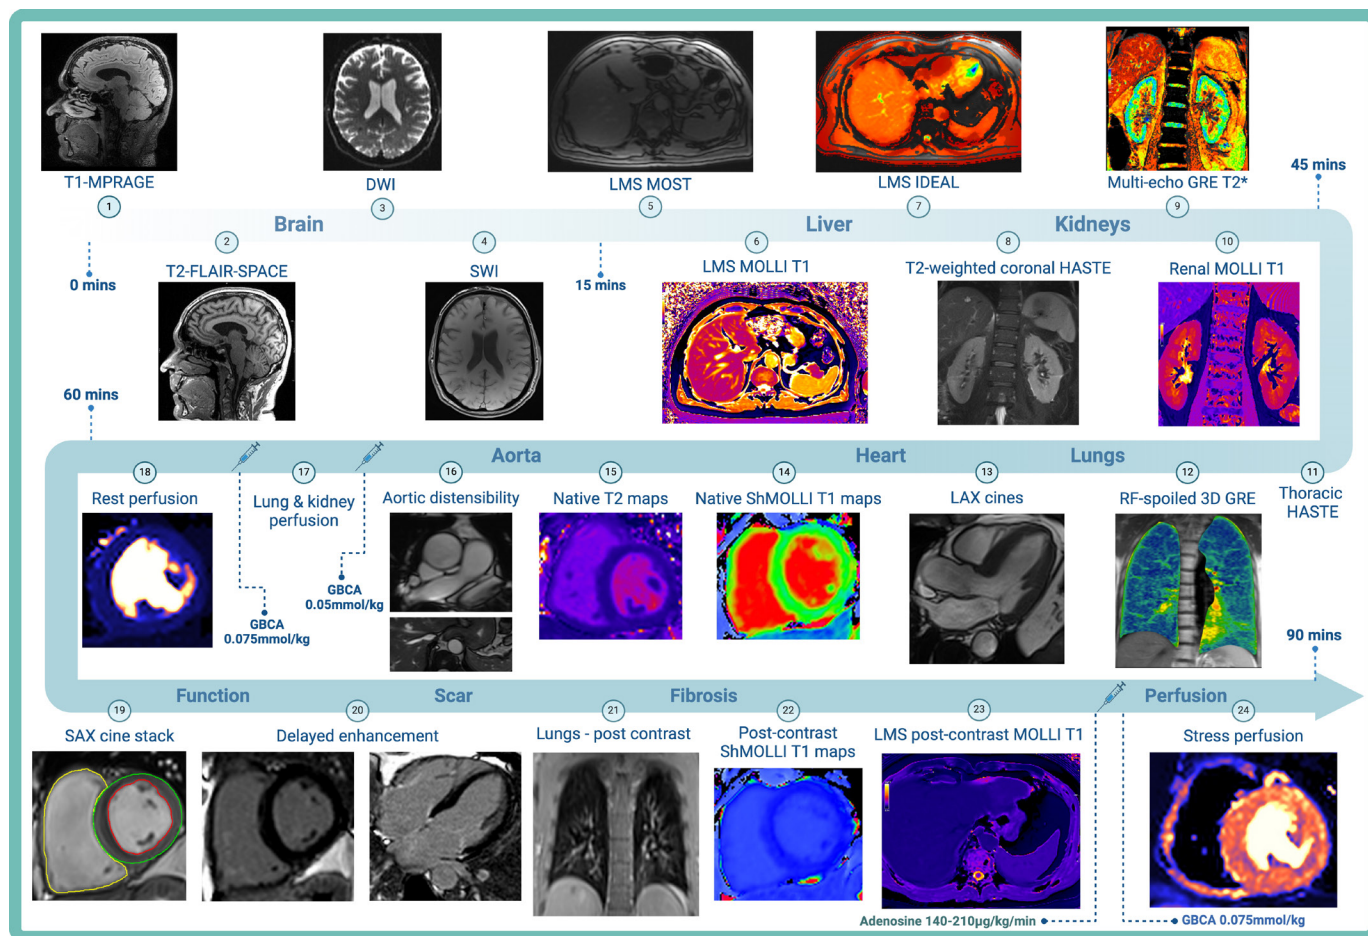 T1-MPRAGE
DWI
LMS MOST
LMS IDEAL
Multi-echo GRE T2*
45 mins
1
Brain
3
5
Liver
7
Kidneys
9
2
4
6
8
10
0 mins
T2-FLAIR-SPACE
SWI
15 mins
LMS MOLLI T1
T2-weighted coronal HASTE
Renal MOLLI T1
60 mins
Aorta
Heart
Lungs
18
17
16
15
14
13
12
11
Rest perfusion
Lung & kidney
perfusion
Aortic distensibility
Native T2 maps
Native ShMOLLI T1 maps
LAX cines
RF-spoiled 3D GRE
Thoracic
HASTE
GBCA
0.05mmol/kg
GBCA
0.075mmol/kg
90 mins
Function
Scar
Fibrosis
Perfusion
19
20
21
22
23
24
SAX cine stack
Delayed enhancement
Lungs - post contrast
Post-contrast
ShMOLLI T1 maps
LMS post-contrast MOLLI T1
Stress perfusion
Adenosine 140-210µg/kg/min
GBCA 0.075mmol/kg